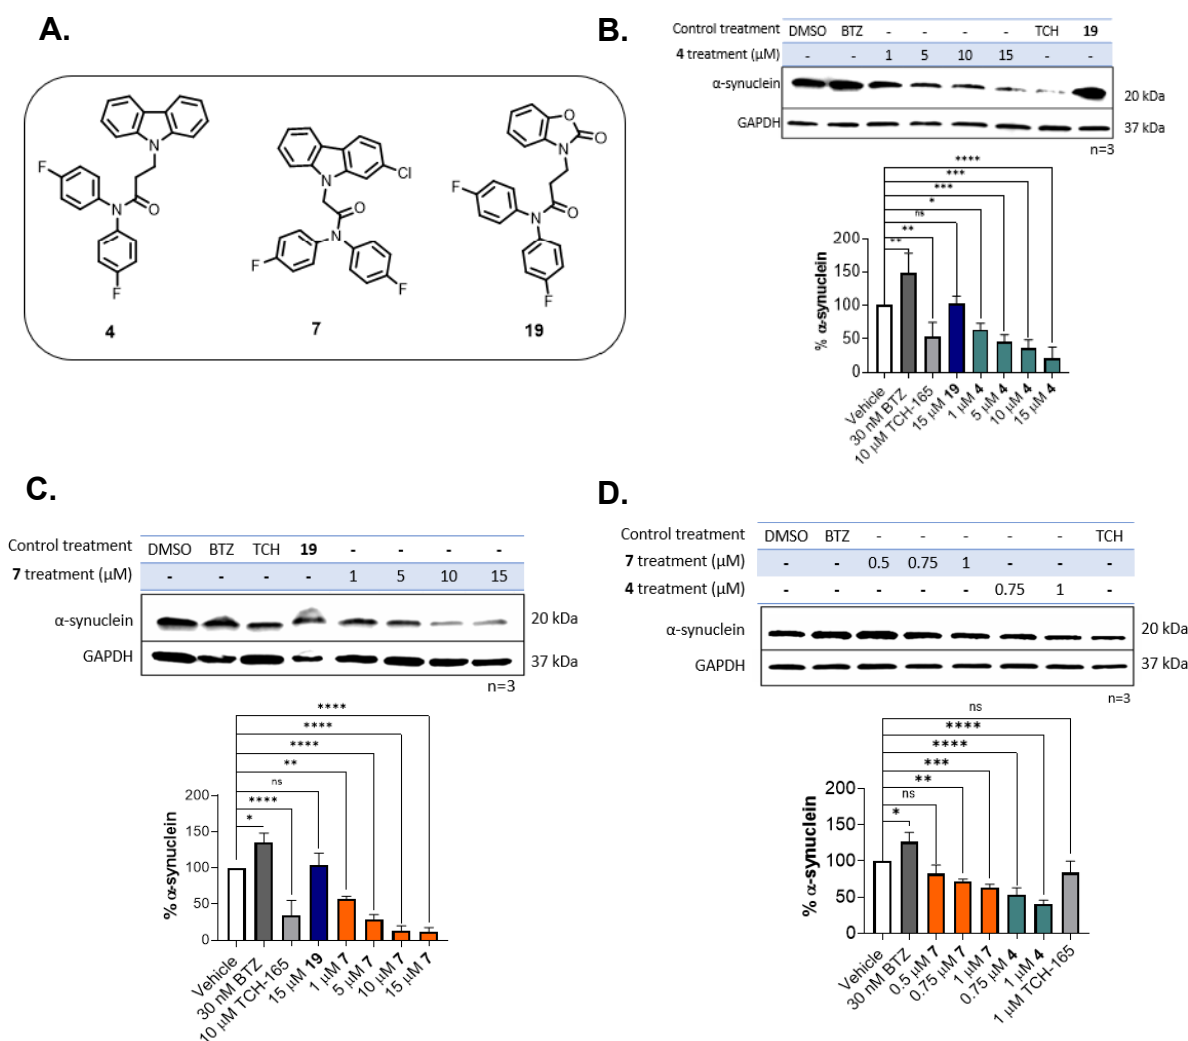 A.
N
F
N
O
F
4
N
Cl
O
N
F
F
7
O
O
N
F
N
O
F
19
B.
Control treatment DMSO BTZ - - - - TCH 19
4 treatment (µM) - - 1 5 10 15 - -
α-synuclein
20 kDa
GAPDH
37 kDa
n=3
****
***
***
*
ns
**
**
% α-synuclein
200
150
100
50
0
Vehicle
30 nM BTZ
10 µM TCH-165
15 µM 19
1 µM 4
5 µM 4
10 µM 4
15 µM 4
C.
Control treatment DMSO BTZ TCH 19 - - - -
7 treatment (µM) - - - - 1 5 10 15
α-synuclein
20 kDa
GAPDH
37 kDa
n=3
****
****
****
**
ns
****
*
% α-synuclein
200
150
100
50
0
Vehicle
30 nM BTZ
10 µM TCH-165
15 µM 19
1 µM 7
5 µM 7
10 µM 7
15 µM 7
D.
Control treatment DMSO BTZ - - - - - TCH
7 treatment (µM) - - 0.5 0.75 1 - - -
4 treatment (µM) - - - - - 0.75 1 -
α-synuclein
20 kDa
GAPDH
37 kDa
n=3
ns
****
****
***
**
ns
*
% α-synuclein
200
150
100
50
0
Vehicle
30 nM BTZ
0.5 µM 7
0.75 µM 7
1 µM 7
0.75 µM 4
1 µM 4
1 µM TCH-165